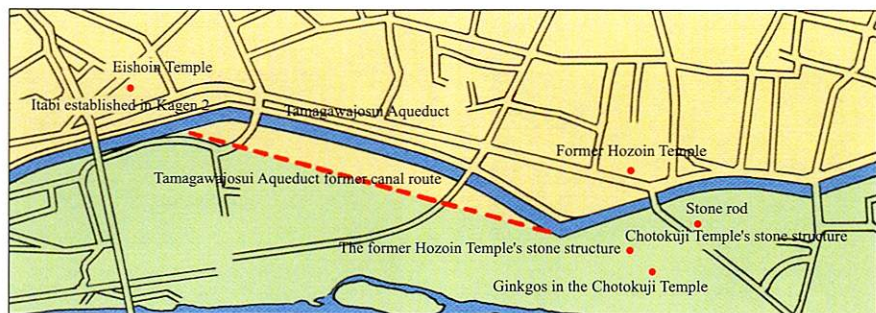 Eishoin Temple
Itabi established in Kagen 2
Tamagawajosui Aqueduct
Former Hozoin Temple
Tamagawajosui Aqueduct former canal route
Stone rod
Chotokuji Temple's stone structure
The former Hozoin Temple's stone structure
Ginkgos in the Chotokuji Temple